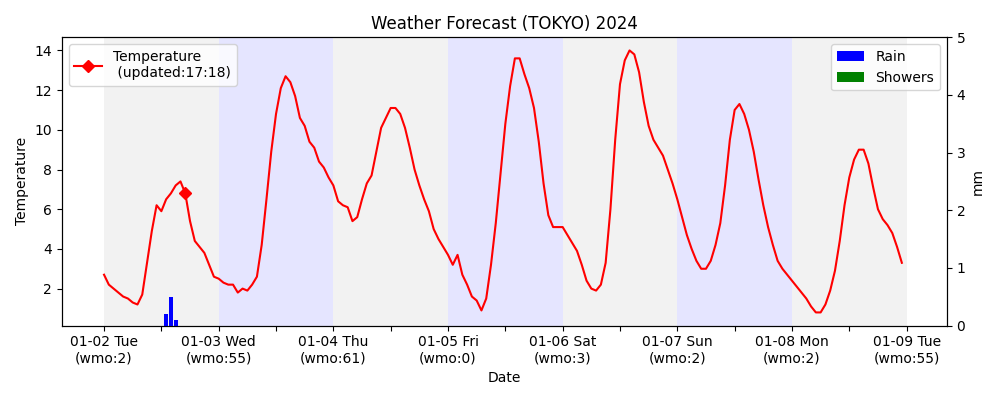 Weather Forecast (TOKYO) 2024
Temperature
(updated:17:18)
Rain
Showers
14
12
10
8
6
4
2
Temperature
5
4
3
2
1
0
mm
01-02 Tue 01-03 Wed 01-04 Thu 01-05 Fri 01-06 Sat 01-07 Sun 01-08 Mon 01-09 Tue
(wmo:2) (wmo:55) (wmo:61) (wmo:0) (wmo:3) (wmo:2) (wmo:2) (wmo:55)
Date